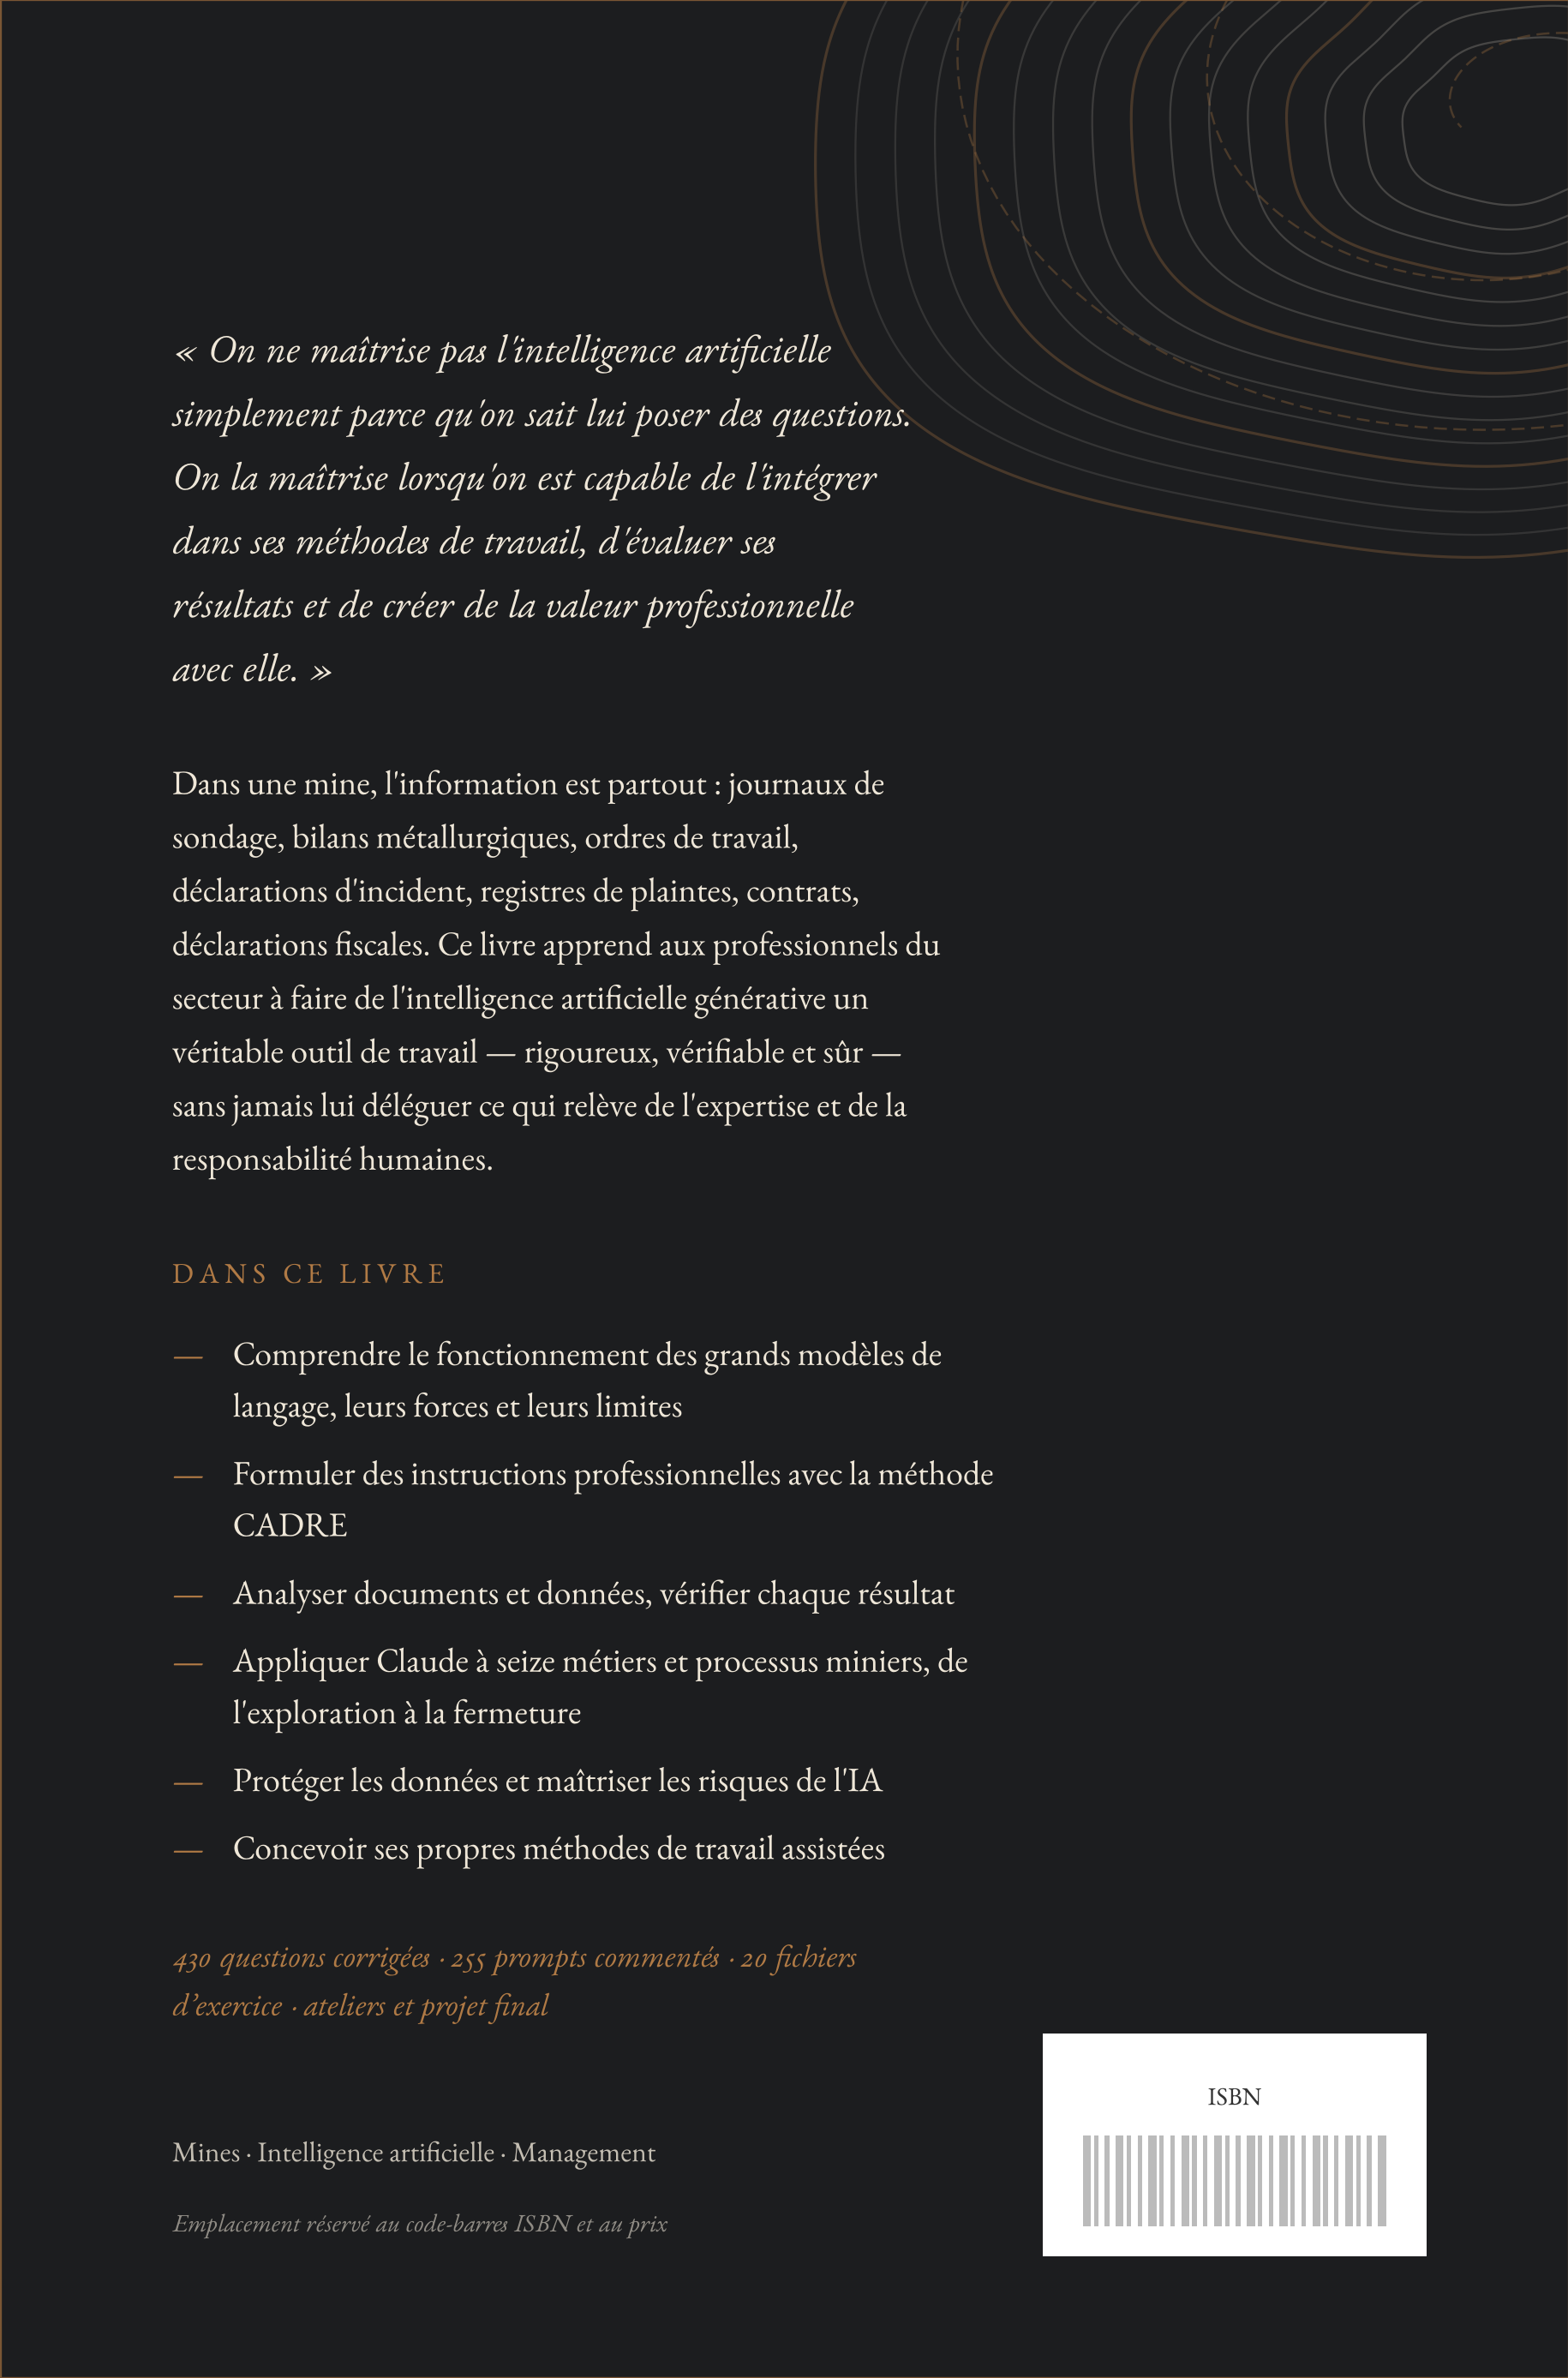 « On ne maîtrise pas l'intelligence artificielle
simplement parce qu'on sait lui poser des questions.
On la maîtrise lorsqu'on est capable de l'intégrer
dans ses méthodes de travail, d'évaluer ses
résultats et de créer de la valeur professionnelle
avec elle. »
Dans une mine, l'information est partout : journaux de
sondage, bilans métallurgiques, ordres de travail,
déclarations d'incident, registres de plaintes, contrats,
déclarations fiscales. Ce livre apprend aux professionnels du
secteur à faire de l'intelligence artificielle générative un
véritable outil de travail — rigoureux, vérifiable et sûr —
sans jamais lui déléguer ce qui relève de l'expertise et de la
responsabilité humaines.
DANS CE LIVRE
— Comprendre le fonctionnement des grands modèles de
langage, leurs forces et leurs limites
— Formuler des instructions professionnelles avec la méthode
CADRE
— Analyser documents et données, vérifier chaque résultat
— Appliquer Claude à seize métiers et processus miniers, de
l'exploration à la fermeture
— Protéger les données et maîtriser les risques de l'IA
— Concevoir ses propres méthodes de travail assistées
430 questions corrigées · 255 prompts commentés · 20 fichiers
d’exercice · ateliers et projet final
ISBN
Mines · Intelligence artificielle · Management
Emplacement réservé au code-barres ISBN et au prix